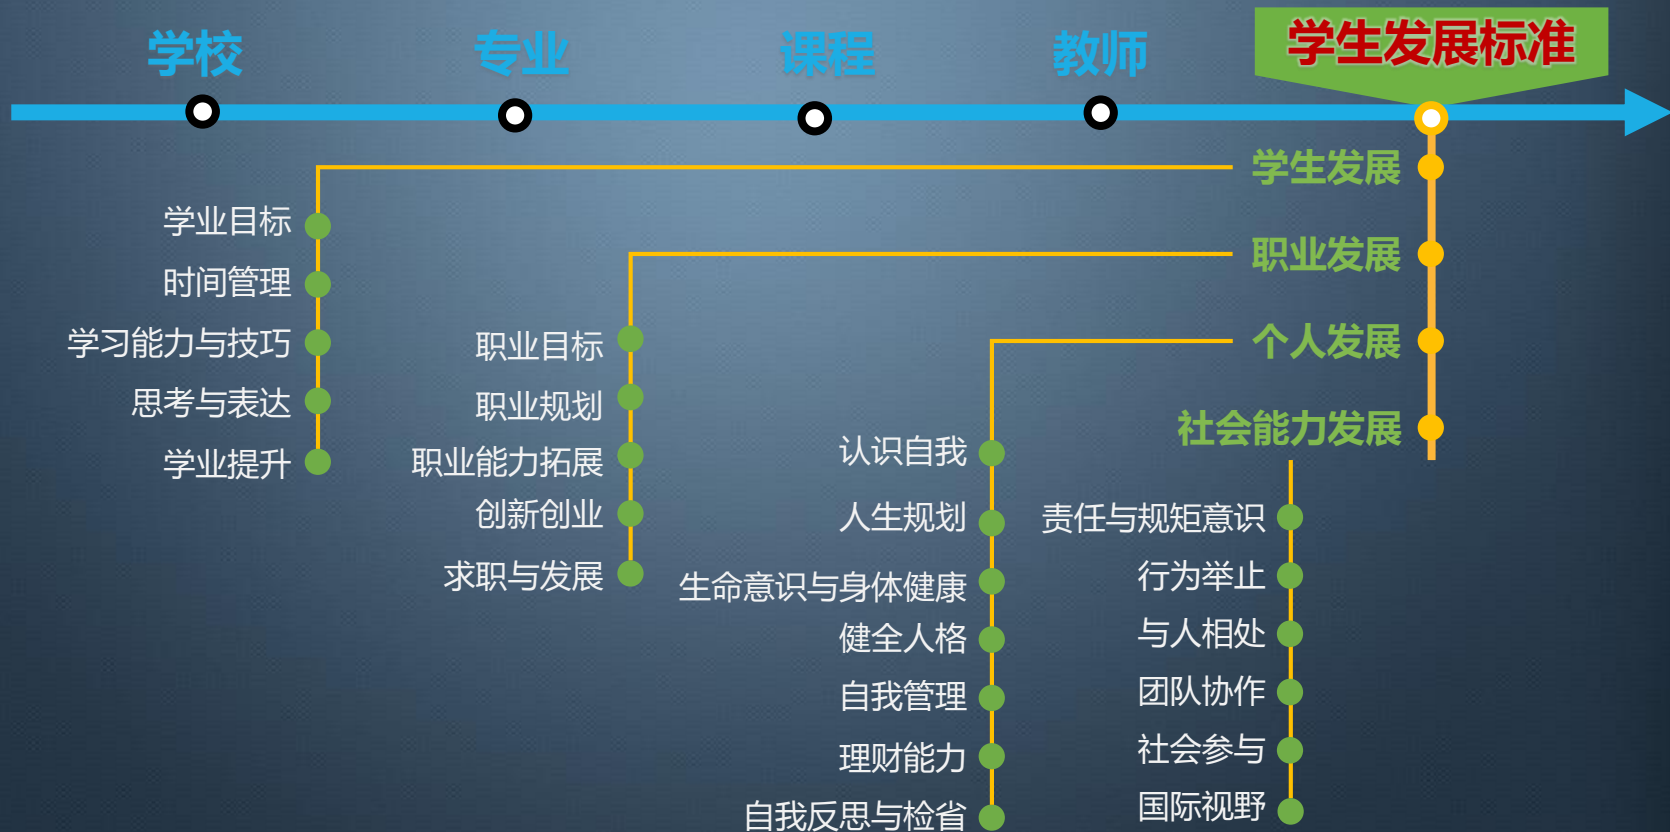 学校
专业
课程
教师
学生发展标准
学生发展
学业目标
时间管理
学习能力与技巧
思考与表达
学业提升
职业发展
职业目标
职业规划
职业能力拓展
创新创业
求职与发展
个人发展
认识自我
人生规划
生命意识与身体健康
健全人格
自我管理
理财能力
自我反思与检省
社会能力发展
责任与规矩意识
行为举止
与人相处
团队协作
社会参与
国际视野